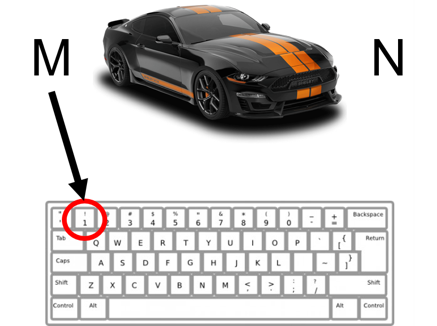 M N
! # $ % & * ( ) - +
1 3 4 5 6 7 8 9 0 - = Backspace
Tab Q W E R T Y U I O P { [ Return
Caps A S D F G H J K L } ]
Shift Z X C V B N M < , > . : ; ? / Shift
Control Alt Alt Control